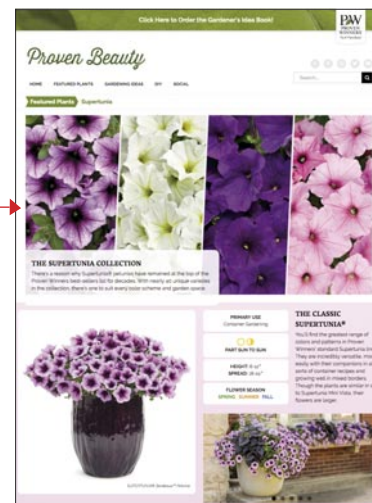 Click Here to Order the Gardener's Idea Book!
PW
PROVEN
WINNERS
Proven Beauty
HOME FEATURED PLANTS GARDENING IDEAS DIY SOCIAL
Search...
Featured Plants Supertunia
THE SUPERTUNIA COLLECTION
There's a reason why Supertunia® petunias have remained at the top of the
Proven Winners best-sellers list for decades. With nearly 40 unique varieties
in the collection, there's one to suit every color scheme and garden space.
PRIMARY USE
Container Gardening
PART SUN TO SUN
HEIGHT:
SPREAD:
FLOWER SEASON
SPRING SUMMER FALL
THE CLASSIC
SUPERTUNIA®
You'll find the greatest range of
colors and patterns in Proven
Winners' standard Supertunia
They are incredibly versatile,
easily with their companions in
sorts of container recipes and
growing well in mixed borders.
Though the plants are similar in
to Supertunia Mini Vista, their
flowers are larger.
SUPERTUNIA®